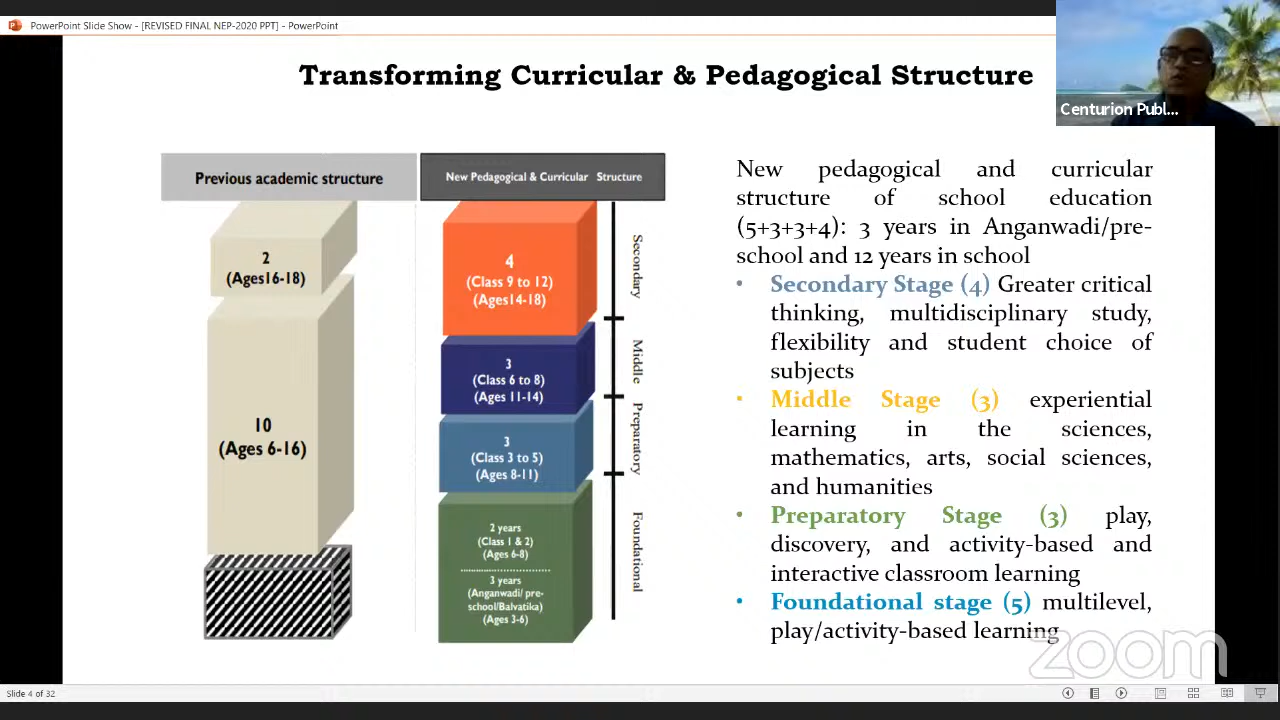 PowerPoint Slide Show - [REVISED FINAL NEP-2020 PPT] - PowerPoint
Transforming Curricular & Pedagogical Structure
Centurion Publ...
Previous academic structure
New Pedagogical & Curricular Structure
2
(Ages16-18)
10
(Ages 6-16)
4
(Class 9 to 12)
(Ages14-18)
3
(Class 6 to 8)
(Ages 11-14)
3
(Class 3 to 5)
(Ages 8-11)
2 years
(Class 1 & 2)
(Ages 6-8)
3 years
(Anganwadi/ pre-
school/Balvatika)
(Ages 3-6)
Secondary
Middle
Preparatory
Foundational
New pedagogical and curricular
structure of school education
(5+3+3+4): 3 years in Anganwadi/pre-
school and 12 years in school
• Secondary Stage (4) Greater critical
thinking, multidisciplinary study,
flexibility and student choice of
subjects
• Middle Stage (3) experiential
learning in the sciences,
mathematics, arts, social sciences,
and humanities
• Preparatory Stage (3) play,
discovery, and activity-based and
interactive classroom learning
• Foundational stage (5) multilevel,
play/activity-based learning
zoom
Slide 4 of 32